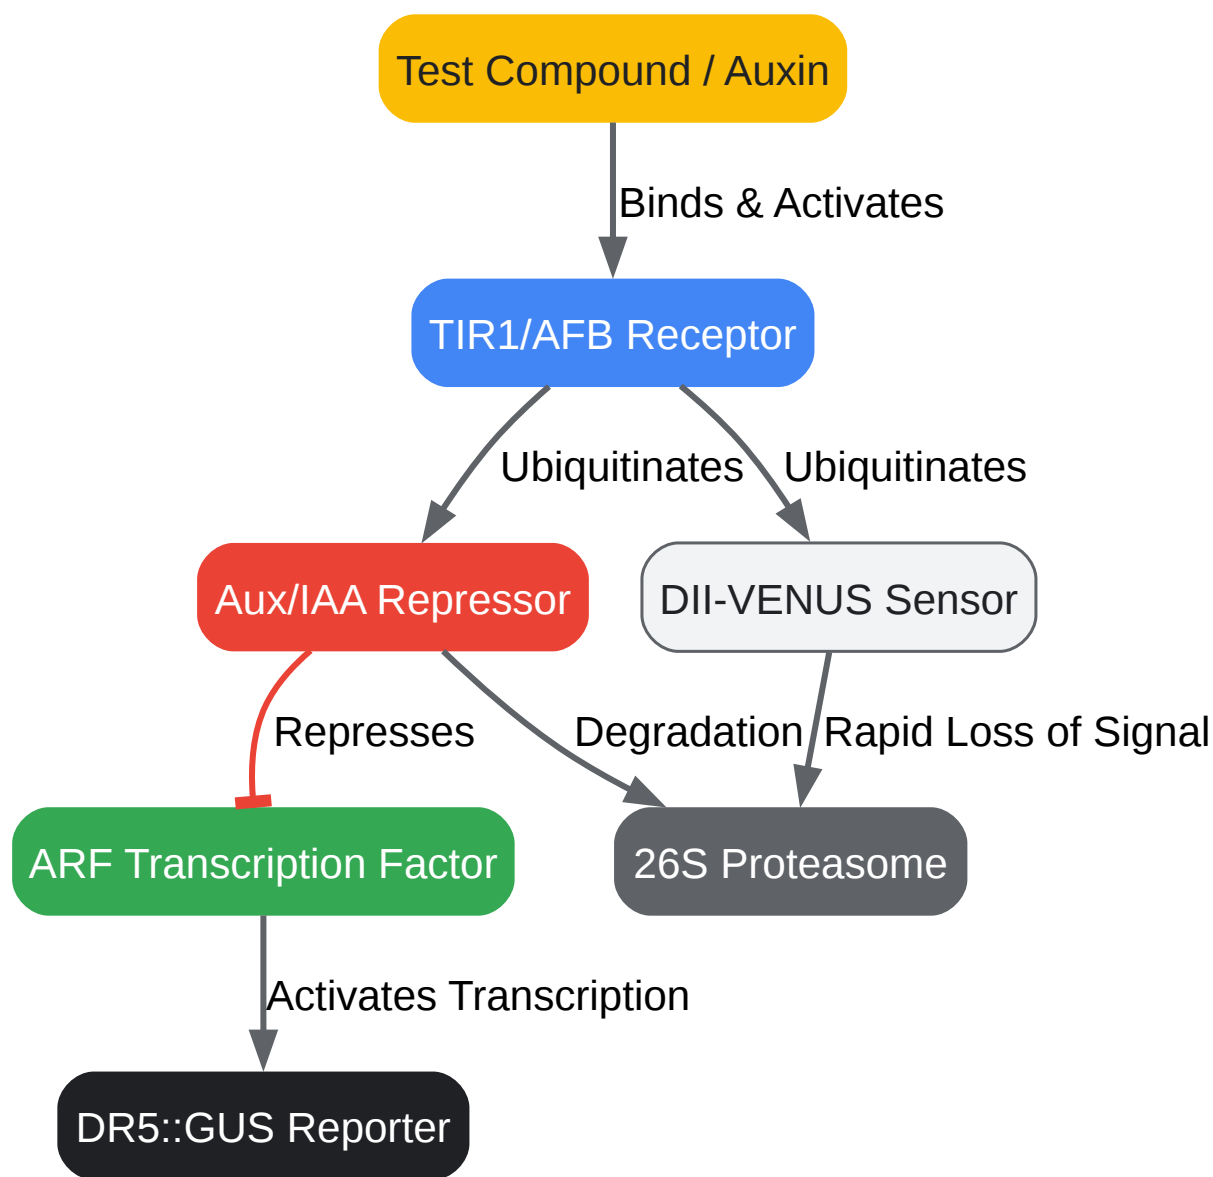 Test Compound / Auxin
Binds & Activates
TIR1/AFB Receptor
Ubiquitinates
Ubiquitinates
Aux/IAA Repressor
DII-VENUS Sensor
Represses
Degradation
Rapid Loss of Signal
ARF Transcription Factor
26S Proteasome
Activates Transcription
DR5::GUS Reporter